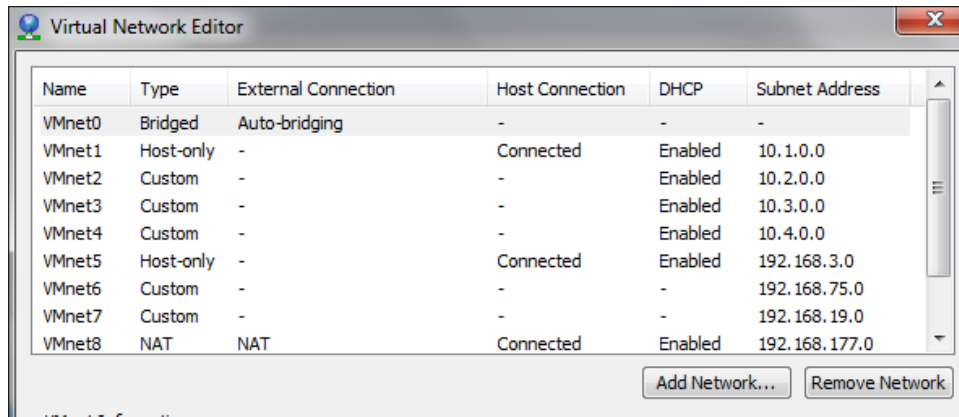 Virtual Network Editor
Name Type External Connection Host Connection DHCP Subnet Address
VMnet0 Bridged Auto-bridging - - -
VMnet1 Host-only - Connected Enabled 10.1.0.0
VMnet2 Custom - - Enabled 10.2.0.0
VMnet3 Custom - - Enabled 10.3.0.0
VMnet4 Custom - - Enabled 10.4.0.0
VMnet5 Host-only - Connected Enabled 192.168.3.0
VMnet6 Custom - - - 192.168.75.0
VMnet7 Custom - - - 192.168.19.0
VMnet8 NAT NAT Connected Enabled 192.168.177.0
Add Network... Remove Network